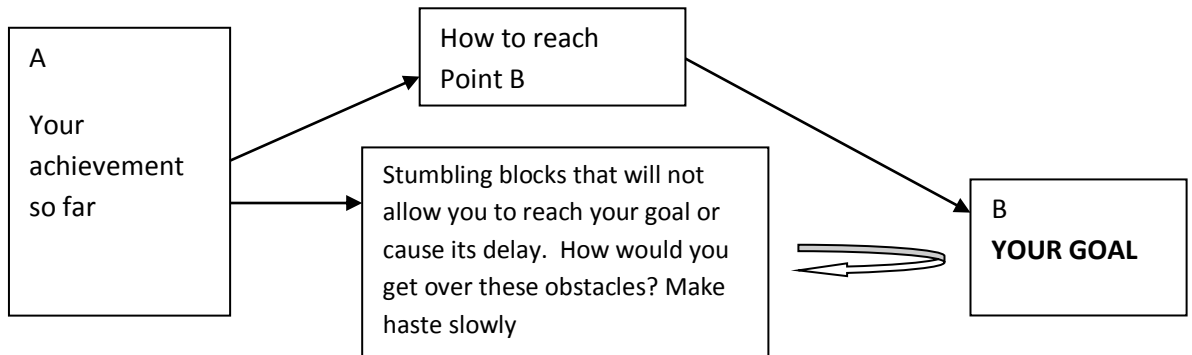 A
Your
achievement
so far
How to reach
Point B
Stumbling blocks that will not
allow you to reach your goal or
cause its delay.  How would you
get over these obstacles? Make
haste slowly
B
YOUR GOAL